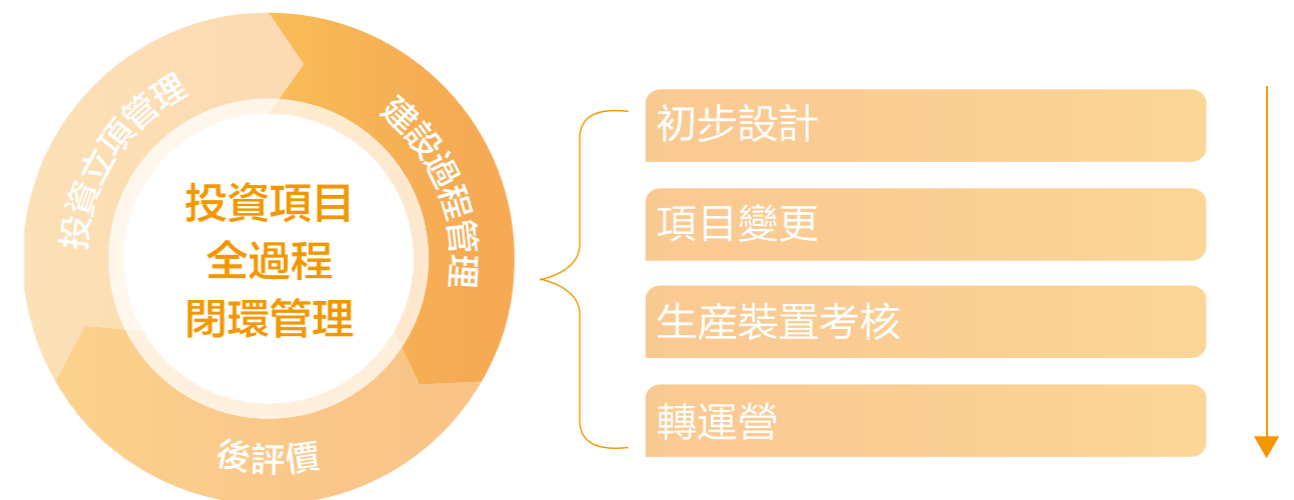 投資立項管理
建設過程管理
後評價
投資項目
全過程
閉環管理
初步設計
項目變更
生産裝置考核
轉運營